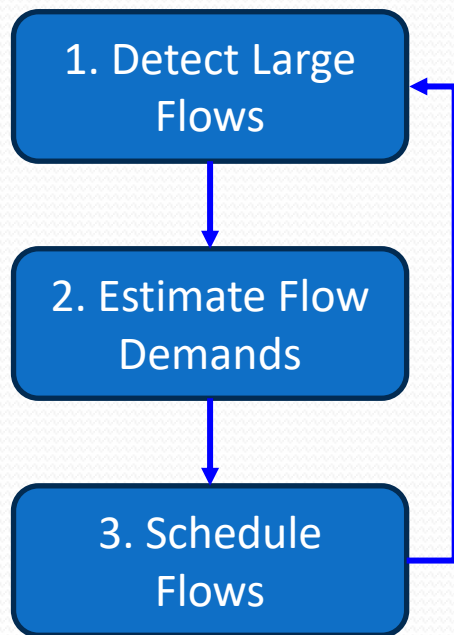 1. Detect Large
Flows
2. Estimate Flow
Demands
3. Schedule
Flows